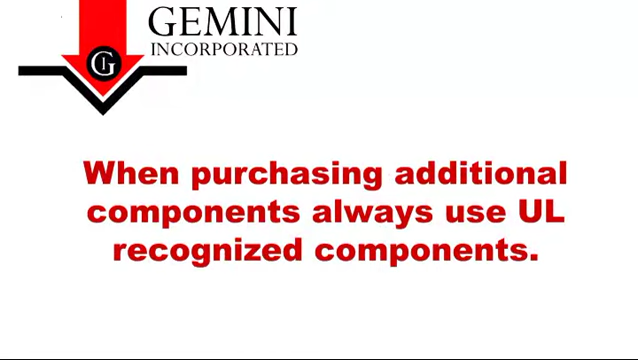 GEMINI
INCORPORATED
G
When purchasing additional
components always use UL
recognized components.